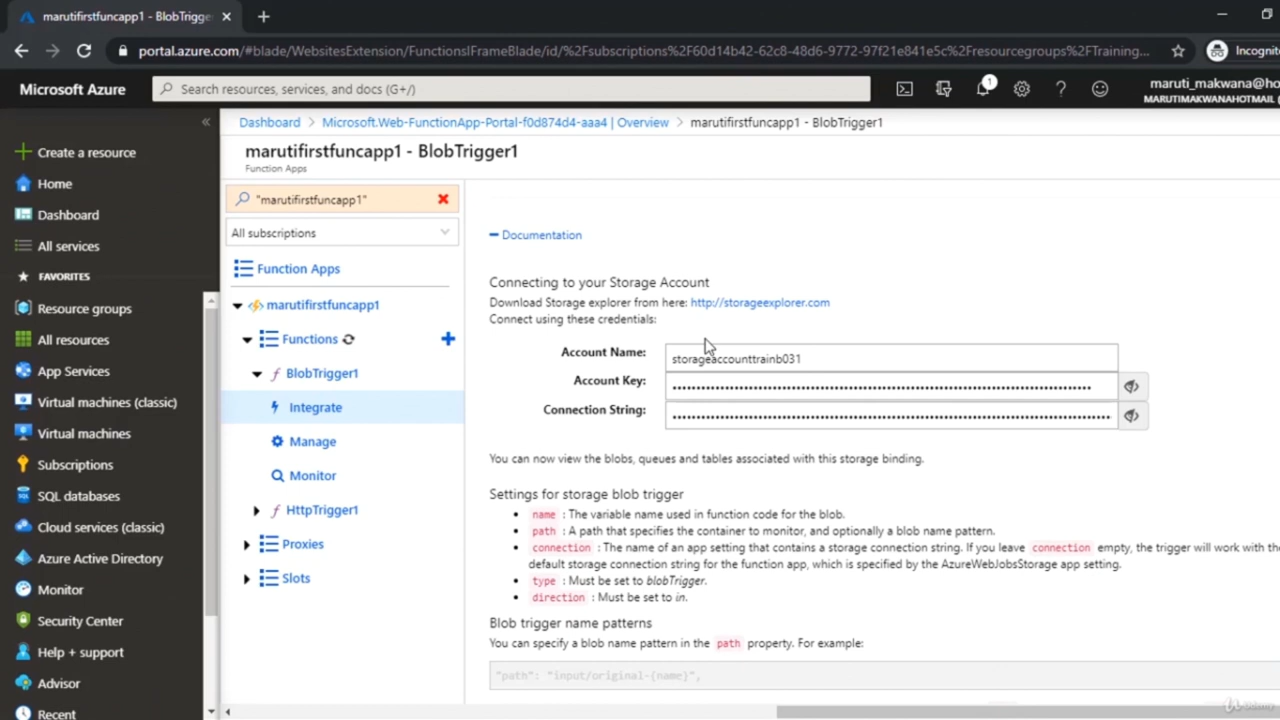 marutifirstfuncapp1 - BlobTrigge
portal.azure.com/#blade/WebsitesExtension/FunctionsIFrameBlade/id/%2Fsubscriptions%2F60d14b42-62c8-48d6-9772-97f21e841e5c%2Fresourcegroups%2FTraining...
Incognito
Microsoft Azure
Search resources, services, and docs (G+/)
1
maruti_makwana@ho
MARUTIMAKWANAHOTMAIL
Dashboard > Microsoft.Web-FunctionApp-Portal-f0d874d4-aaa4 | Overview > marutifirstfuncapp1 - BlobTrigger1
marutifirstfuncapp1 - BlobTrigger1
Function Apps
Create a resource
Home
Dashboard
All services
FAVORITES
Resource groups
All resources
App Services
Virtual machines (classic)
Virtual machines
Subscriptions
SQL databases
Cloud services (classic)
Azure Active Directory
Monitor
Security Center
Help + support
Advisor
Recent
"marutifirstfuncapp1"
All subscriptions
Function Apps
marutifirstfuncapp1
Functions
BlobTrigger1
Integrate
Manage
Monitor
HttpTrigger1
Proxies
Slots
Documentation
Connecting to your Storage Account
Download Storage explorer from here: http://storageexplorer.com
Connect using these credentials:
Account Name: storageaccounttrainb031
Account Key:
Connection String:
You can now view the blobs, queues and tables associated with this storage binding.
Settings for storage blob trigger
• name : The variable name used in function code for the blob.
• path : A path that specifies the container to monitor, and optionally a blob name pattern.
• connection : The name of an app setting that contains a storage connection string. If you leave connection empty, the trigger will work with the
default storage connection string for the function app, which is specified by the AzureWebJobsStorage app setting.
• type : Must be set to blobTrigger.
• direction : Must be set to in.
Blob trigger name patterns
You can specify a blob name pattern in the path property. For example:
"path": "input/original-{name}",
Udemy